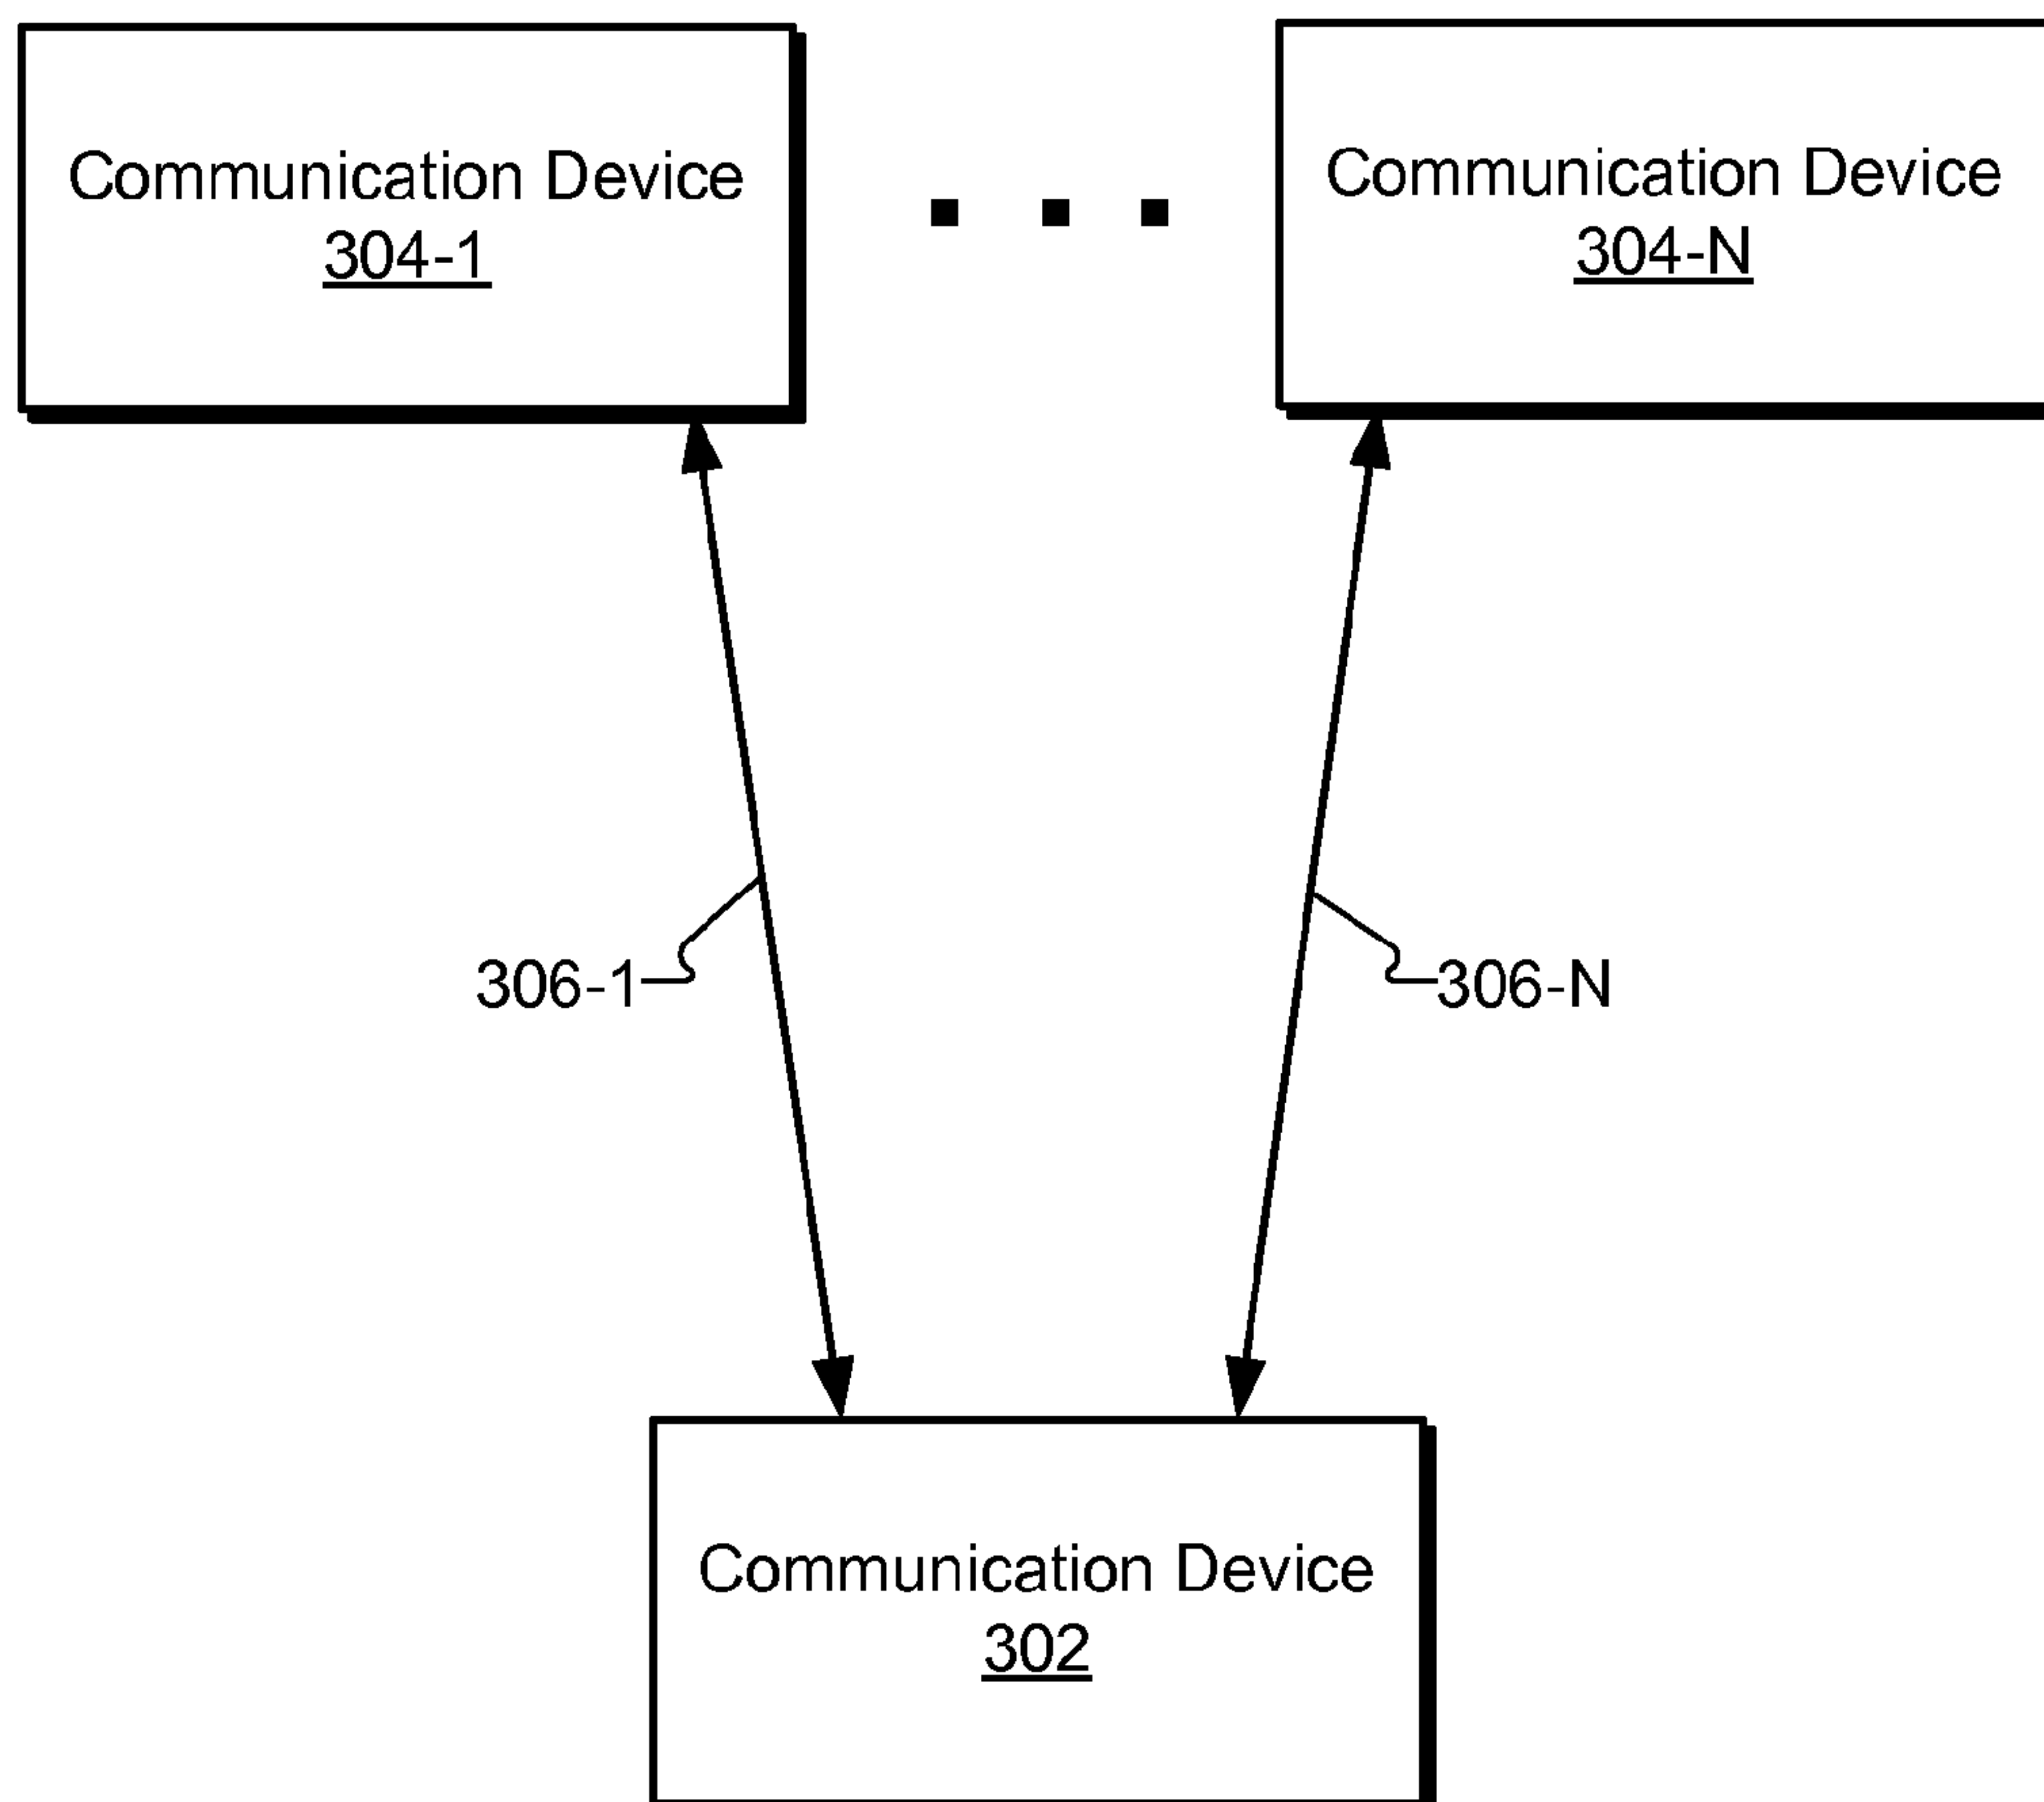 Communication Device
304-1
Communication Device
304-N
306-1
306-N
Communication Device
302